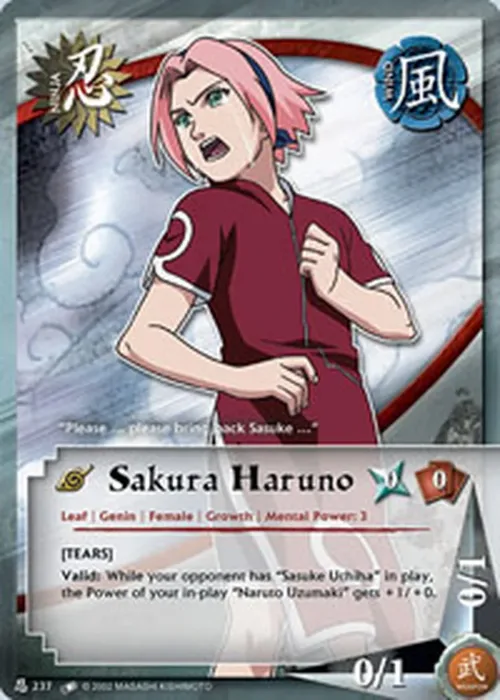 NINJA 忍
WIND 風
"Please ... please bring back Sasuke ..."
Sakura Haruno 0 0
Leaf | Genin | Female | Growth | Mental Power: 3
[TEARS]
Valid: While your opponent has "Sasuke Uchiha" in play,
the Power of your in-play "Naruto Uzumaki" gets +1/+0.
0/1
0/1
武
237 © 2002 MASASHI KISHIMOTO